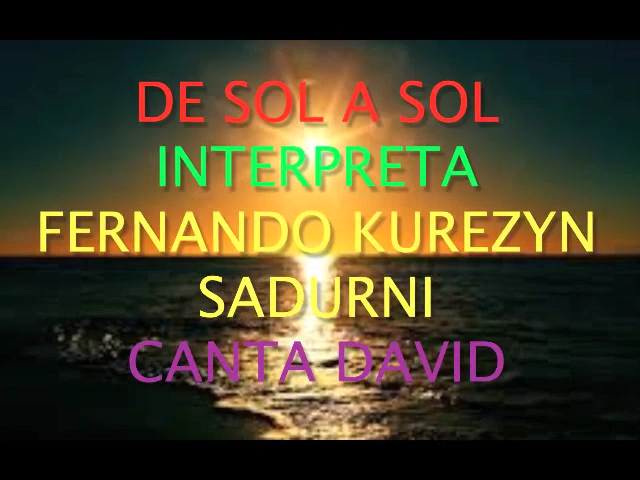 DE SOL A SOL
INTERPRETA
FERNANDO KUREZYN
SADURNI
CANTA DAVID